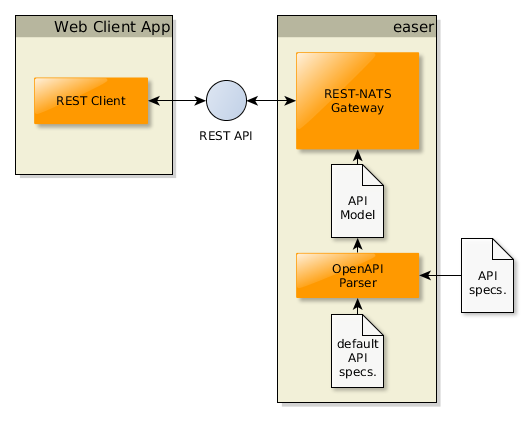 Web Client App
easer
REST Client
REST API
REST-NATS
Gateway
API
Model
OpenAPI
Parser
API
specs.
default
API
specs.